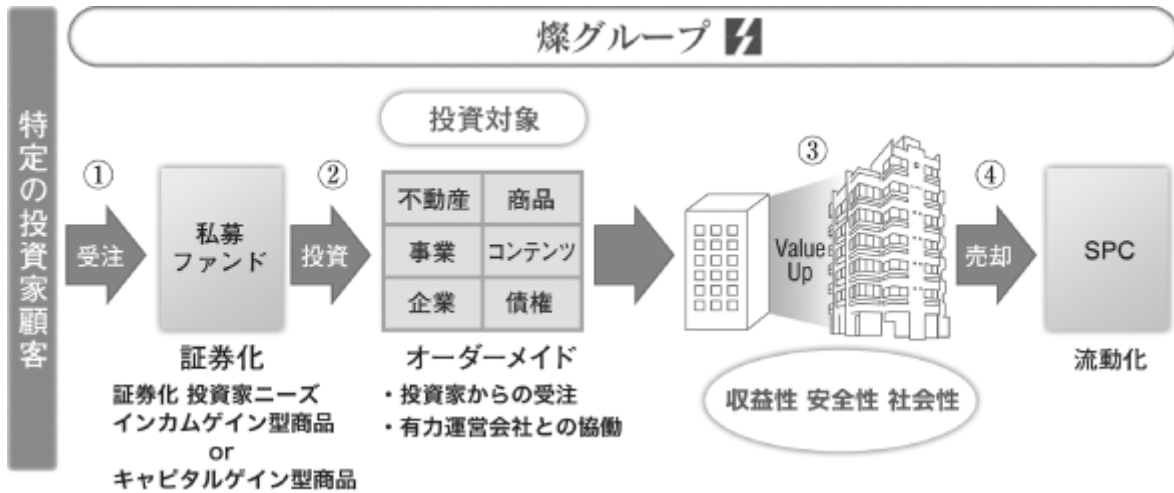 燦グループ
特定の投資家顧客
投資対象
①
受注
私募
ファンド
証券化
証券化 投資家ニーズ
インカムゲイン型商品
or
キャピタルゲイン型商品
②
投資
不動産 商品
事業 コンテンツ
企業 債権
オーダーメイド
・投資家からの受注
・有力運営会社との協働
③
Value
Up
収益性 安全性 社会性
④
売却
SPC
流動化